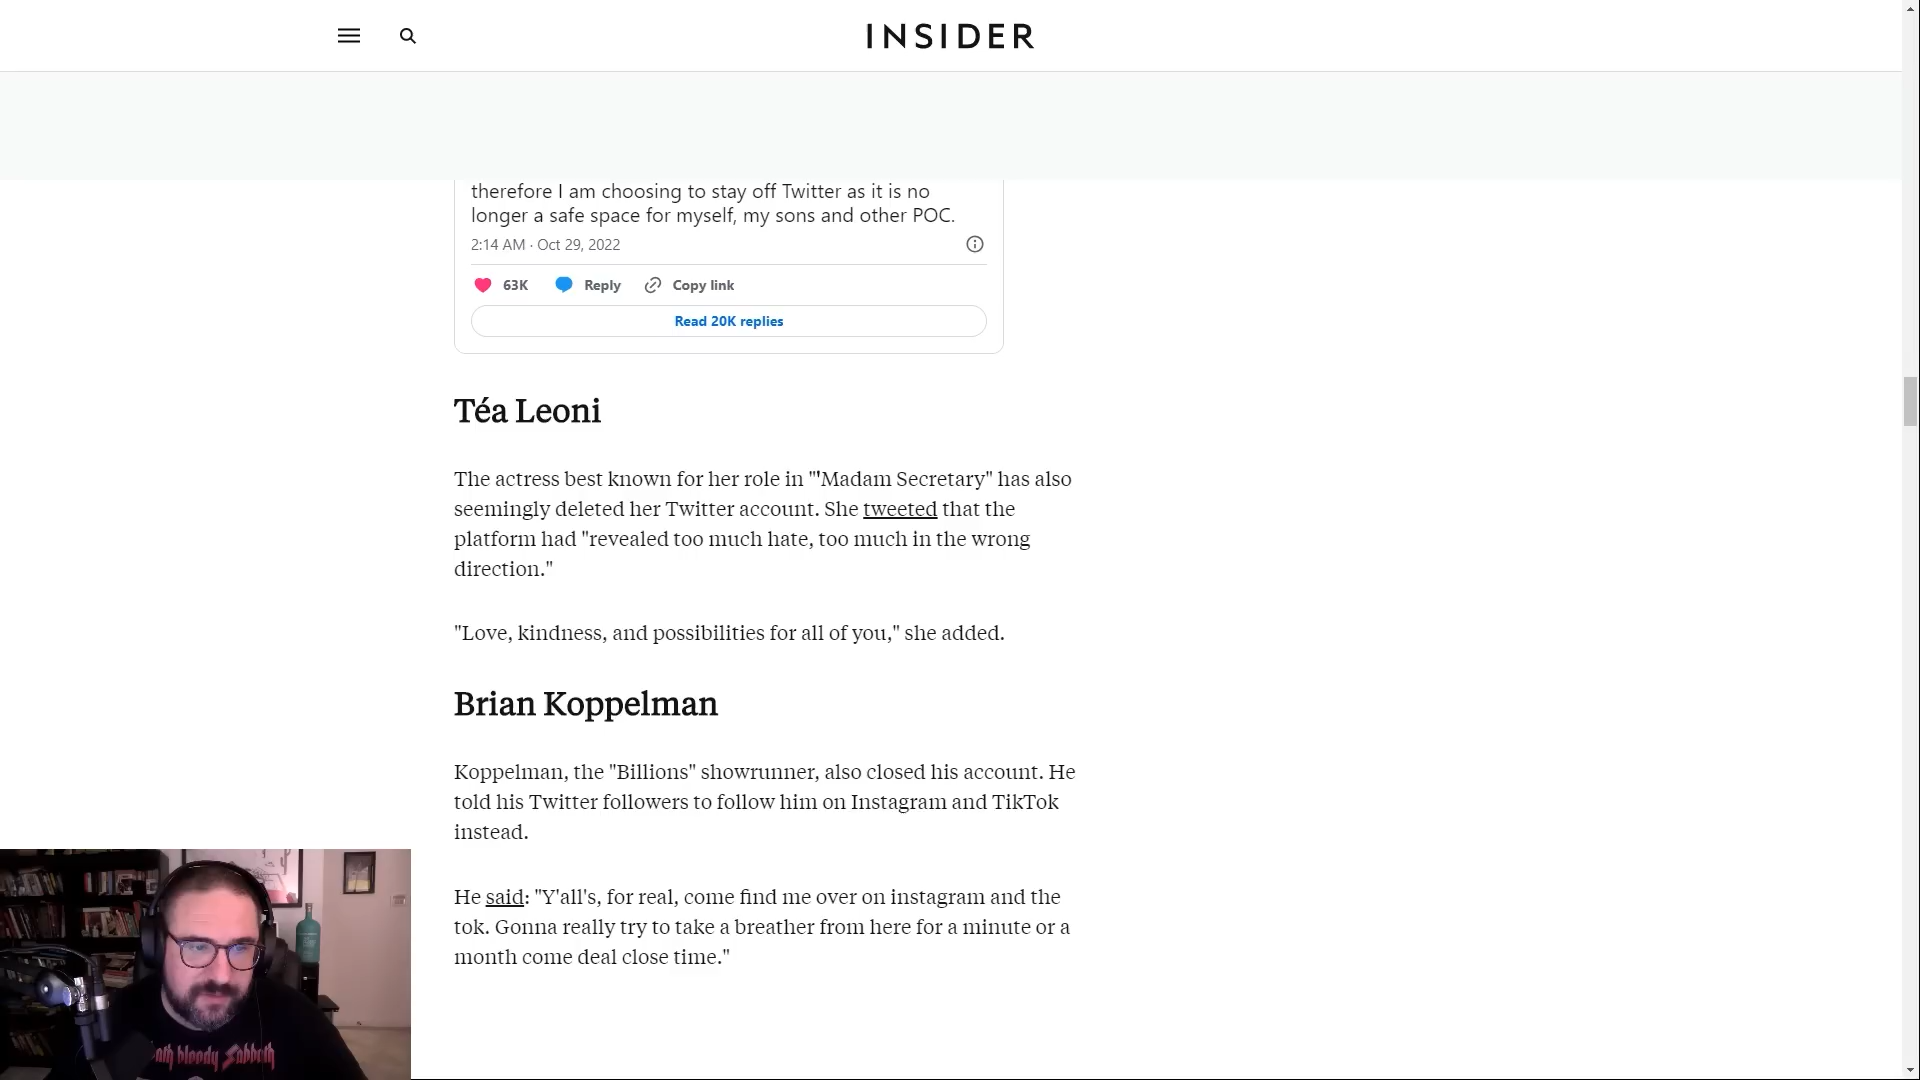 INSIDER
therefore I am choosing to stay off Twitter as it is no
longer a safe space for myself, my sons and other POC.
2:14 AM · Oct 29, 2022
63K Reply Copy link
Read 20K replies
Téa Leoni
The actress best known for her role in "'Madam Secretary" has also
seemingly deleted her Twitter account. She tweeted that the
platform had "revealed too much hate, too much in the wrong
direction."
"Love, kindness, and possibilities for all of you," she added.
Brian Koppelman
Koppelman, the "Billions" showrunner, also closed his account. He
told his Twitter followers to follow him on Instagram and TikTok
instead.
He said: "Y'all's, for real, come find me over on instagram and the
tok. Gonna really try to take a breather from here for a minute or a
month come deal close time."
bloody Sabbath